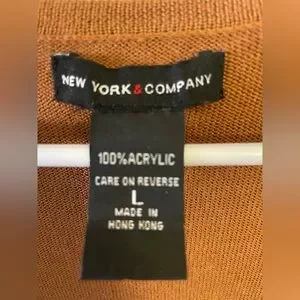 NEW YORK & COMPANY
100% ACRYLIC
CARE ON REVERSE
L
MADE IN
HONG KONG